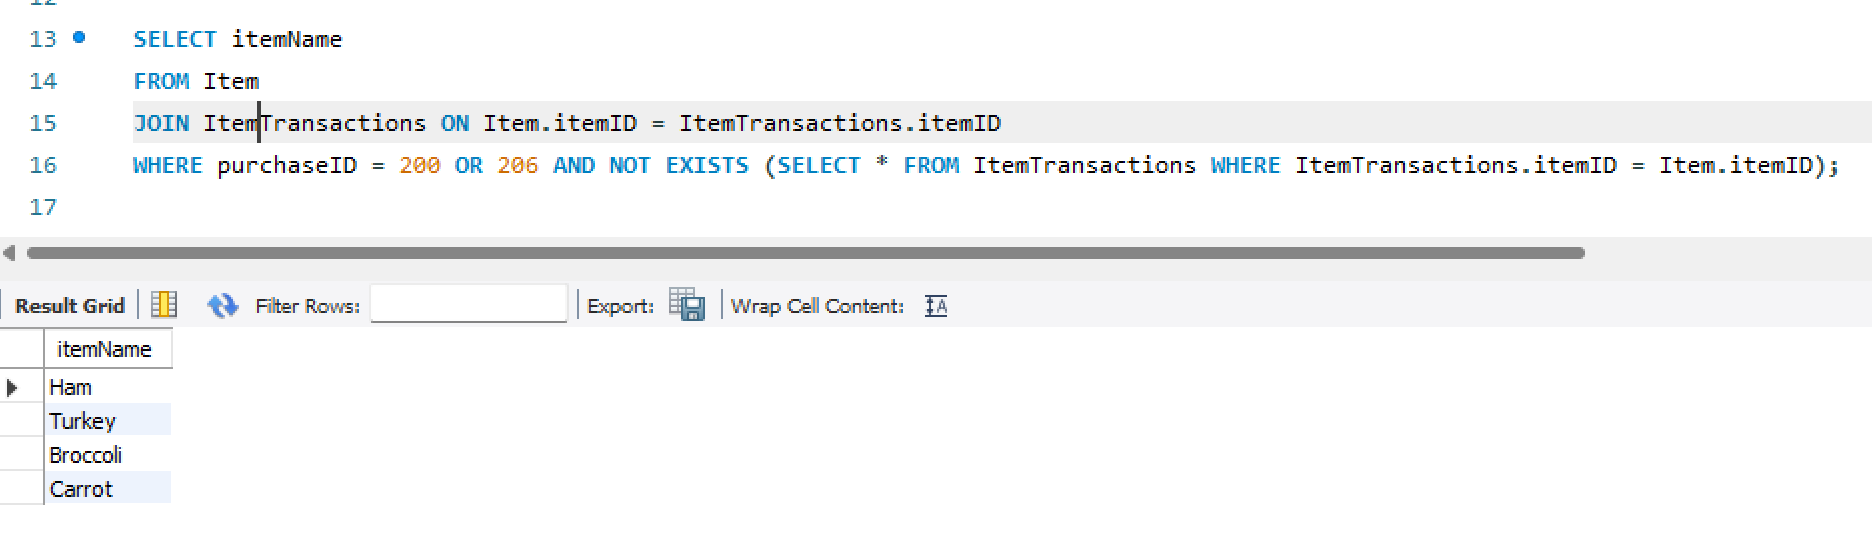 12
13 SELECT itemName
14 FROM Item
15 JOIN ItemTransactions ON Item.itemID = ItemTransactions.itemID
16 WHERE purchaseID = 200 OR 206 AND NOT EXISTS (SELECT * FROM ItemTransactions WHERE ItemTransactions.itemID = Item.itemID);
17
Result Grid Filter Rows: Export: Wrap Cell Content: IA
itemName
Ham
Turkey
Broccoli
Carrot